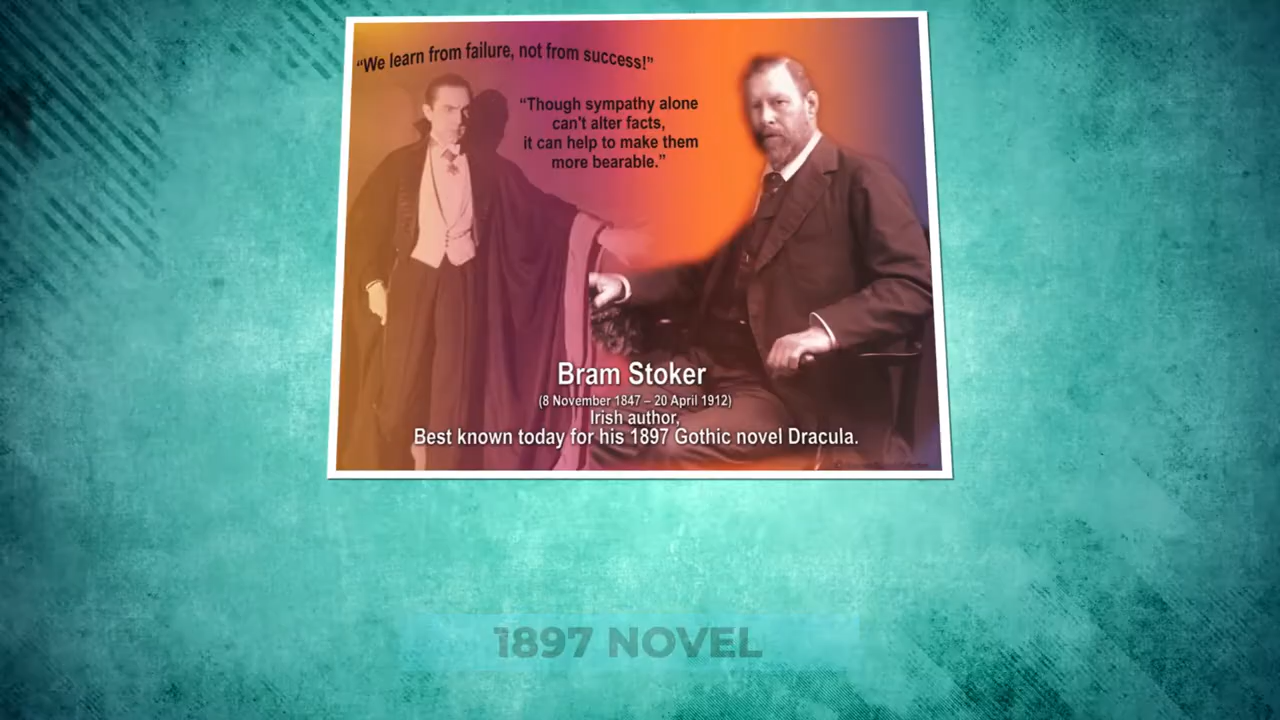 “We learn from failure, not from success!”
“Though sympathy alone
can't alter facts,
it can help to make them
more bearable.”
Bram Stoker
(8 November 1847 – 20 April 1912)
Irish author,
Best known today for his 1897 Gothic novel Dracula.
1897 NOVEL